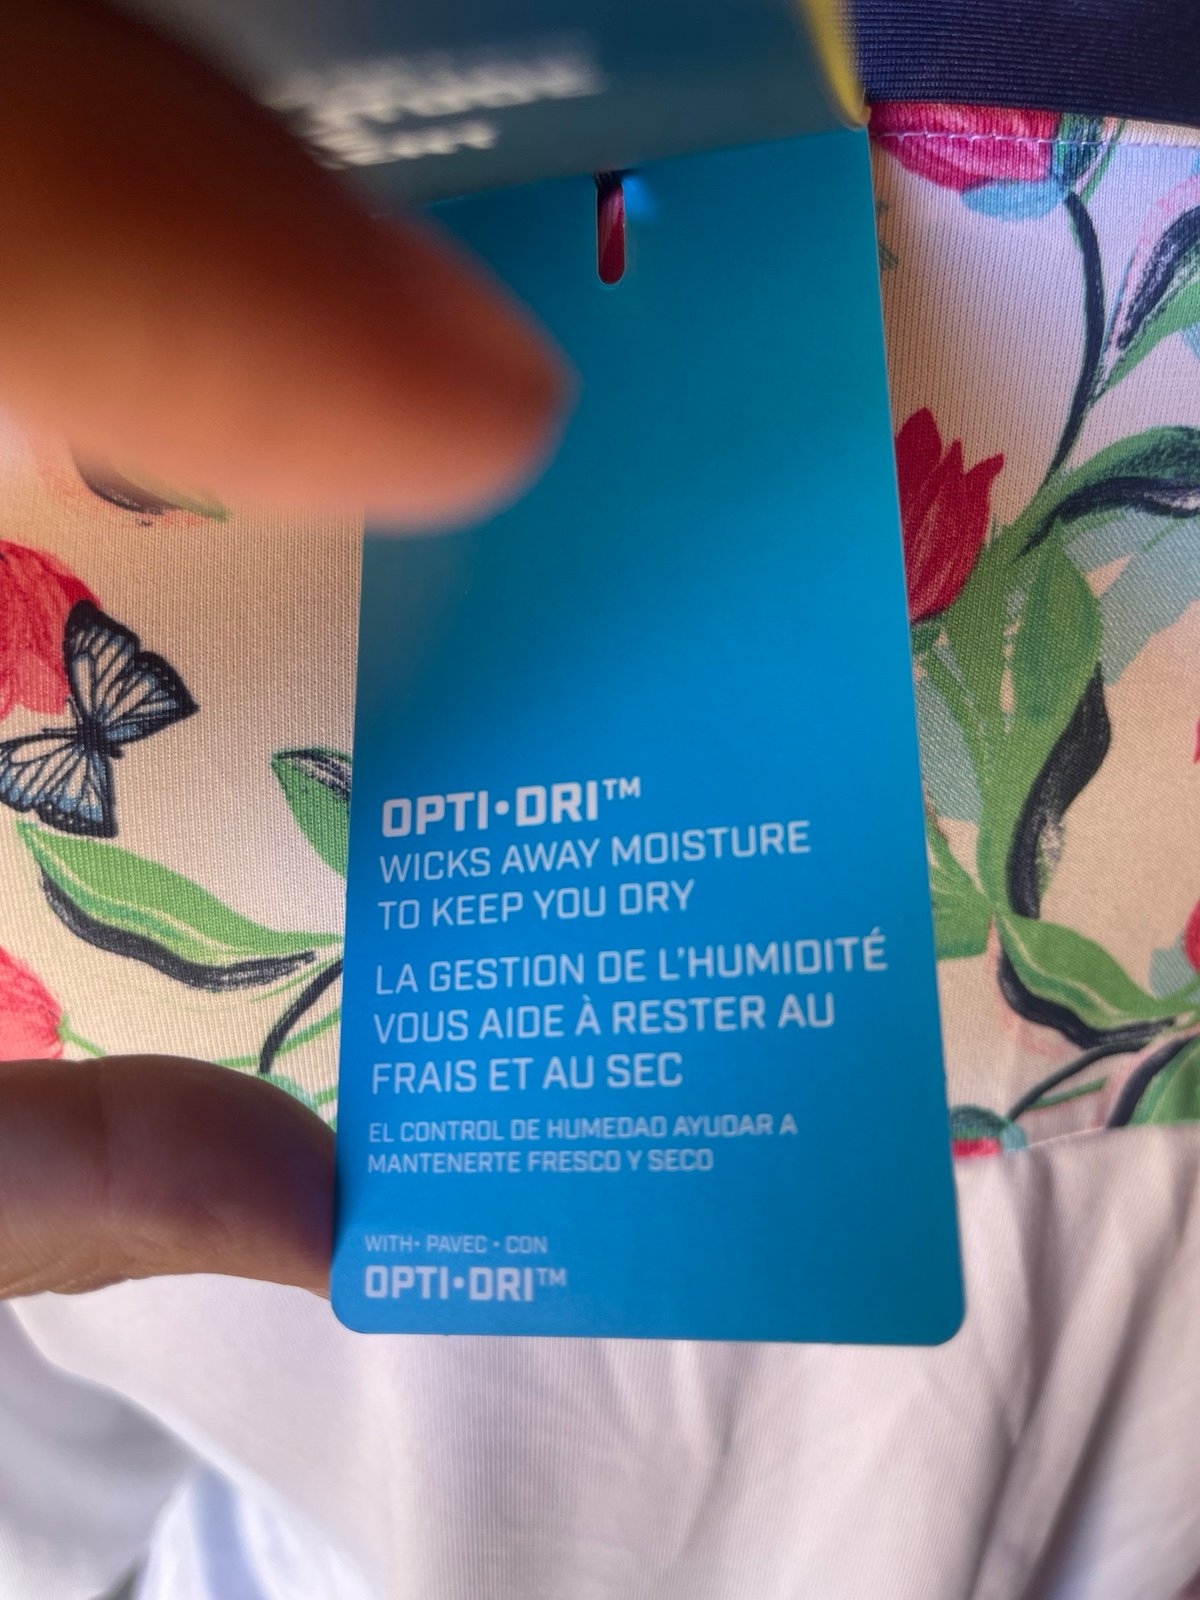 OPTI•DRI™
WICKS AWAY MOISTURE
TO KEEP YOU DRY
LA GESTION DE L'HUMIDITÉ
VOUS AIDE À RESTER AU
FRAIS ET AU SEC
EL CONTROL DE HUMEDAD AYUDAR A
MANTENERTE FRESCO Y SECO
WITH• PAVEC • CON
OPTI•DRI™